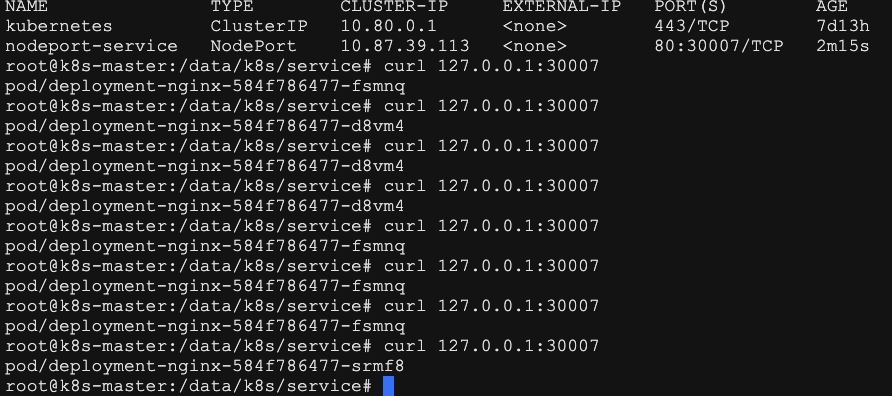 NAME TYPE CLUSTER-IP EXTERNAL-IP PORT(S) AGE
kubernetes ClusterIP 10.80.0.1 <none> 443/TCP 7d13h
nodeport-service NodePort 10.87.39.113 <none> 80:30007/TCP 2m15s
root@k8s-master:/data/k8s/service# curl 127.0.0.1:30007
pod/deployment-nginx-584f786477-fsmnq
root@k8s-master:/data/k8s/service# curl 127.0.0.1:30007
pod/deployment-nginx-584f786477-d8vm4
root@k8s-master:/data/k8s/service# curl 127.0.0.1:30007
pod/deployment-nginx-584f786477-d8vm4
root@k8s-master:/data/k8s/service# curl 127.0.0.1:30007
pod/deployment-nginx-584f786477-d8vm4
root@k8s-master:/data/k8s/service# curl 127.0.0.1:30007
pod/deployment-nginx-584f786477-fsmnq
root@k8s-master:/data/k8s/service# curl 127.0.0.1:30007
pod/deployment-nginx-584f786477-fsmnq
root@k8s-master:/data/k8s/service# curl 127.0.0.1:30007
pod/deployment-nginx-584f786477-fsmnq
root@k8s-master:/data/k8s/service# curl 127.0.0.1:30007
pod/deployment-nginx-584f786477-srmf8
root@k8s-master:/data/k8s/service#